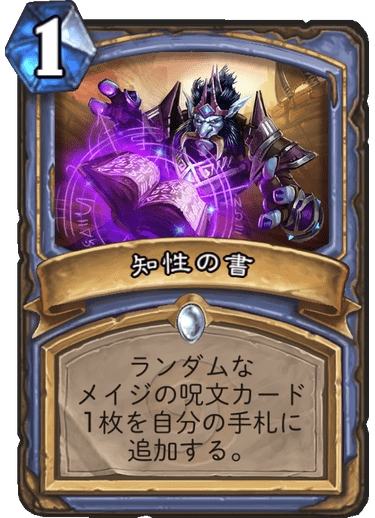 1
知性の書
ランダムな
メイジの呪文カード
1枚を自分の手札に
追加する。